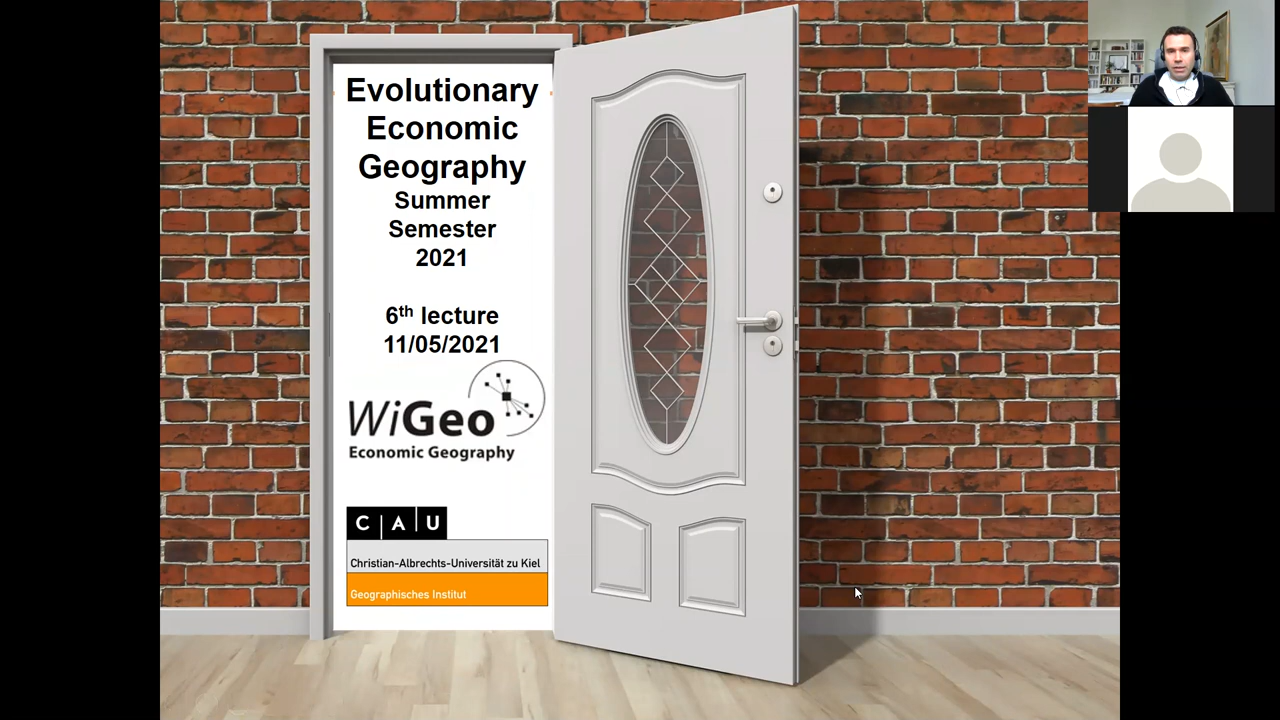 Evolutionary
Economic
Geography
Summer
Semester
2021
6th lecture
11/05/2021
WiGeo
Economic Geography
C A U
Christian-Albrechts-Universität zu Kiel
Geographisches Institut